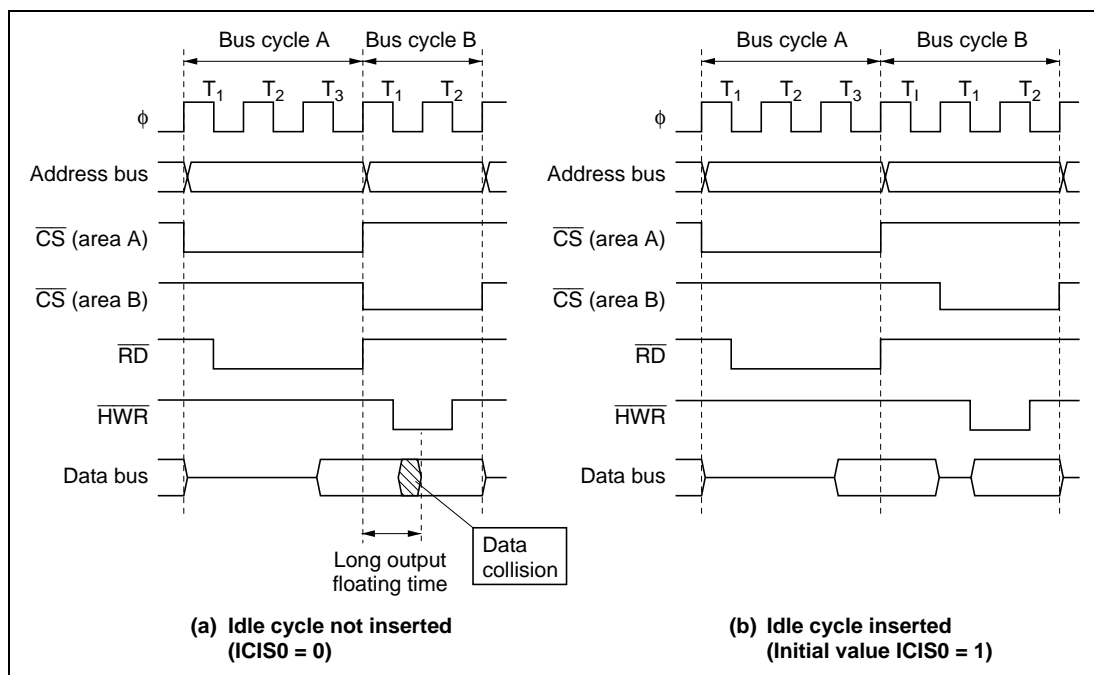 Bus cycle A Bus cycle B
T1 T2 T3 T1 T2
φ
Address bus
CS (area A)
CS (area B)
RD
HWR
Data bus
Long output
floating time
Data
collision
(a) Idle cycle not inserted
(ICIS0 = 0)
Bus cycle A Bus cycle B
T1 T2 T3 TI T1 T2
φ
Address bus
CS (area A)
CS (area B)
RD
HWR
Data bus
(b) Idle cycle inserted
(Initial value ICIS0 = 1)